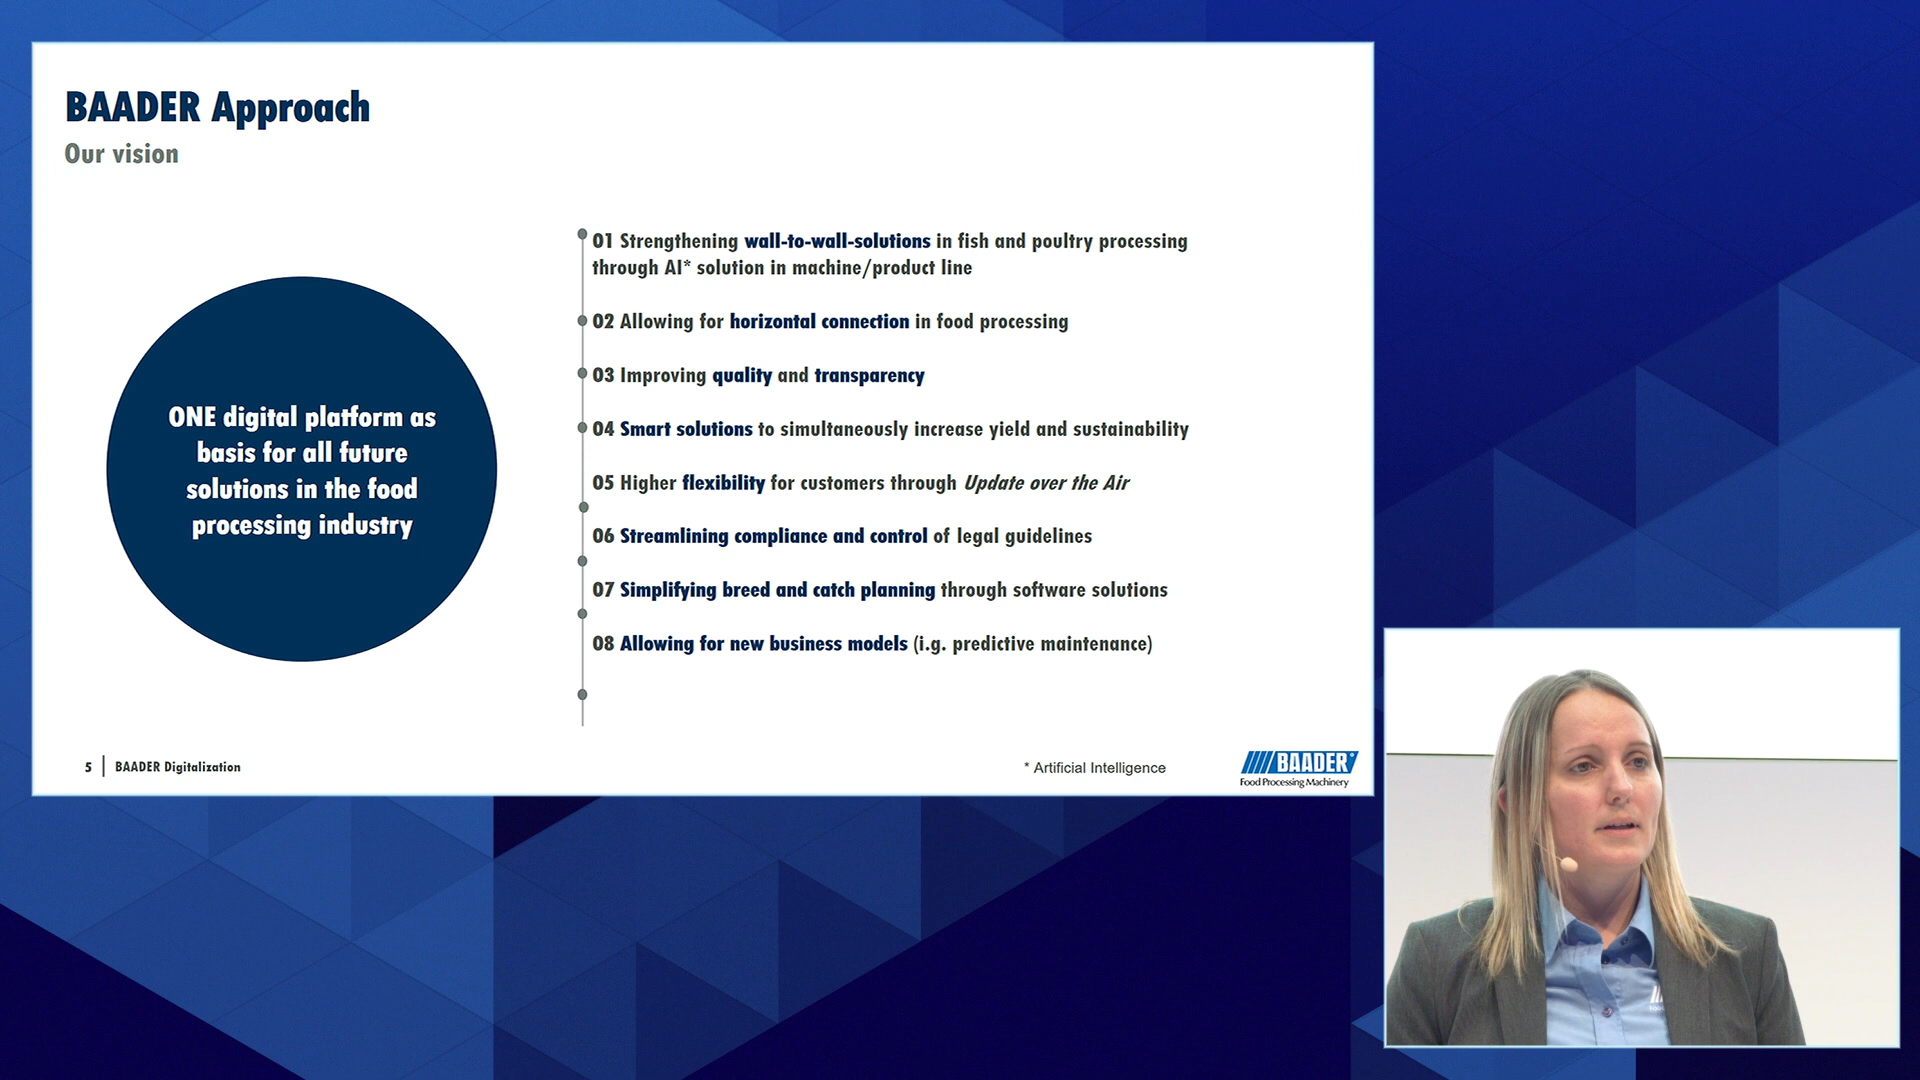 BAADER Approach
Our vision
ONE digital platform as
basis for all future
solutions in the food
processing industry
01 Strengthening wall-to-wall-solutions in fish and poultry processing
through AI* solution in machine/product line
02 Allowing for horizontal connection in food processing
03 Improving quality and transparency
04 Smart solutions to simultaneously increase yield and sustainability
05 Higher flexibility for customers through Update over the Air
06 Streamlining compliance and control of legal guidelines
07 Simplifying breed and catch planning through software solutions
08 Allowing for new business models (i.g. predictive maintenance)
5 | BAADER Digitalization
* Artificial Intelligence
BAADER®
Food Processing Machinery